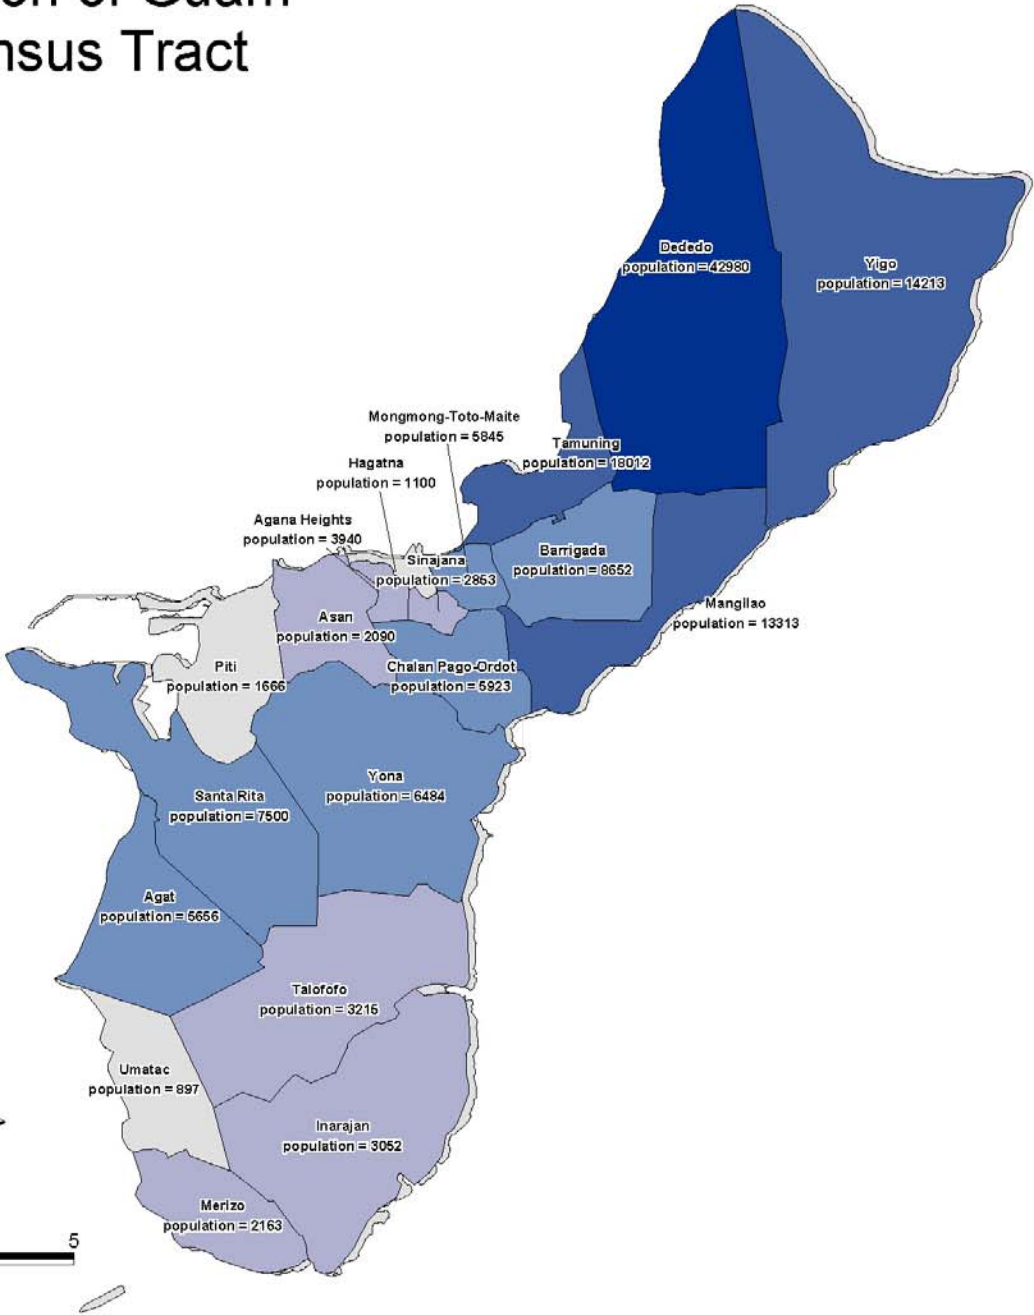 of Guam
Tract
Dededo
population = 42980
Yigo
population = 14213
Mongmong-Toto-Maite
population = 5845
Tamuning
population = 18012
Hagatna
population = 1100
Agana Heights
population = 3940
Sinajana
population = 2853
Barrigada
population = 8652
Mangilao
population = 13313
Asan
population = 2090
Chalan Pago-Ordot
population = 5923
Piti
population = 1666
Yona
population = 6484
Santa Rita
population = 7500
Agat
population = 5656
Talofofo
population = 3215
Umatac
population = 897
Inarajan
population = 3052
Merizo
population = 2163
5